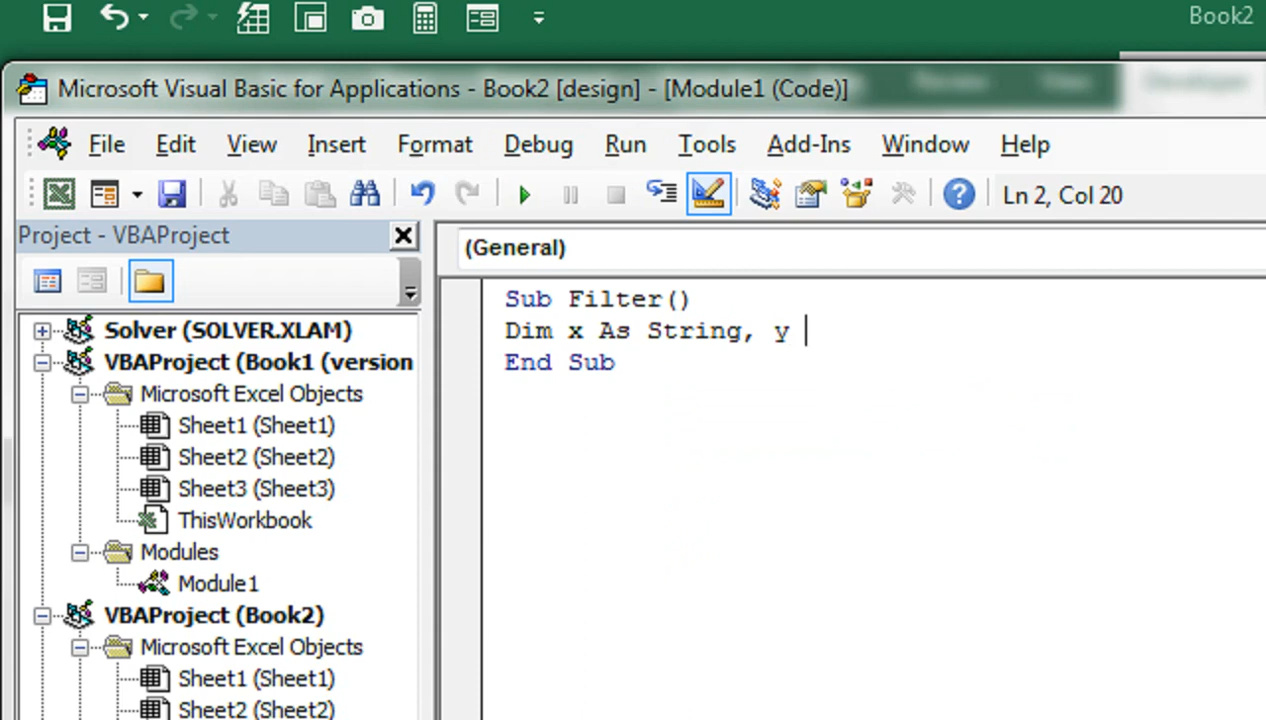 Book2
Microsoft Visual Basic for Applications - Book2 [design] - [Module1 (Code)]
File Edit View Insert Format Debug Run Tools Add-Ins Window Help
Ln 2, Col 20
Project - VBAProject
(General)
Solver (SOLVER.XLAM)
VBAProject (Book1 (version
Microsoft Excel Objects
Sheet1 (Sheet1)
Sheet2 (Sheet2)
Sheet3 (Sheet3)
ThisWorkbook
Modules
Module1
VBAProject (Book2)
Microsoft Excel Objects
Sheet1 (Sheet1)
Sheet2 (Sheet2)
Sub Filter()
Dim x As String, y
End Sub